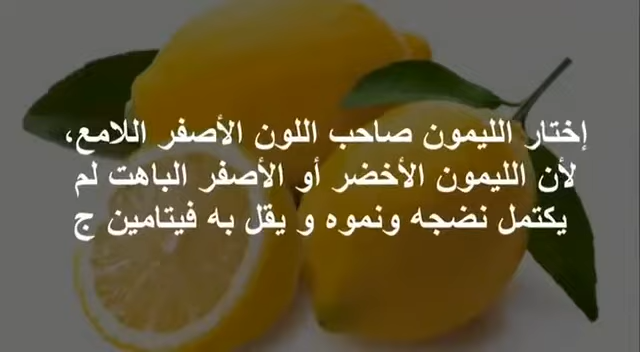 إختار الليمون صاحب اللون الأصفر اللامع،
لأن الليمون الأخضر أو الأصفر الباهت لم
يكتمل نضجه ونموه و يقل به فيتامين ج